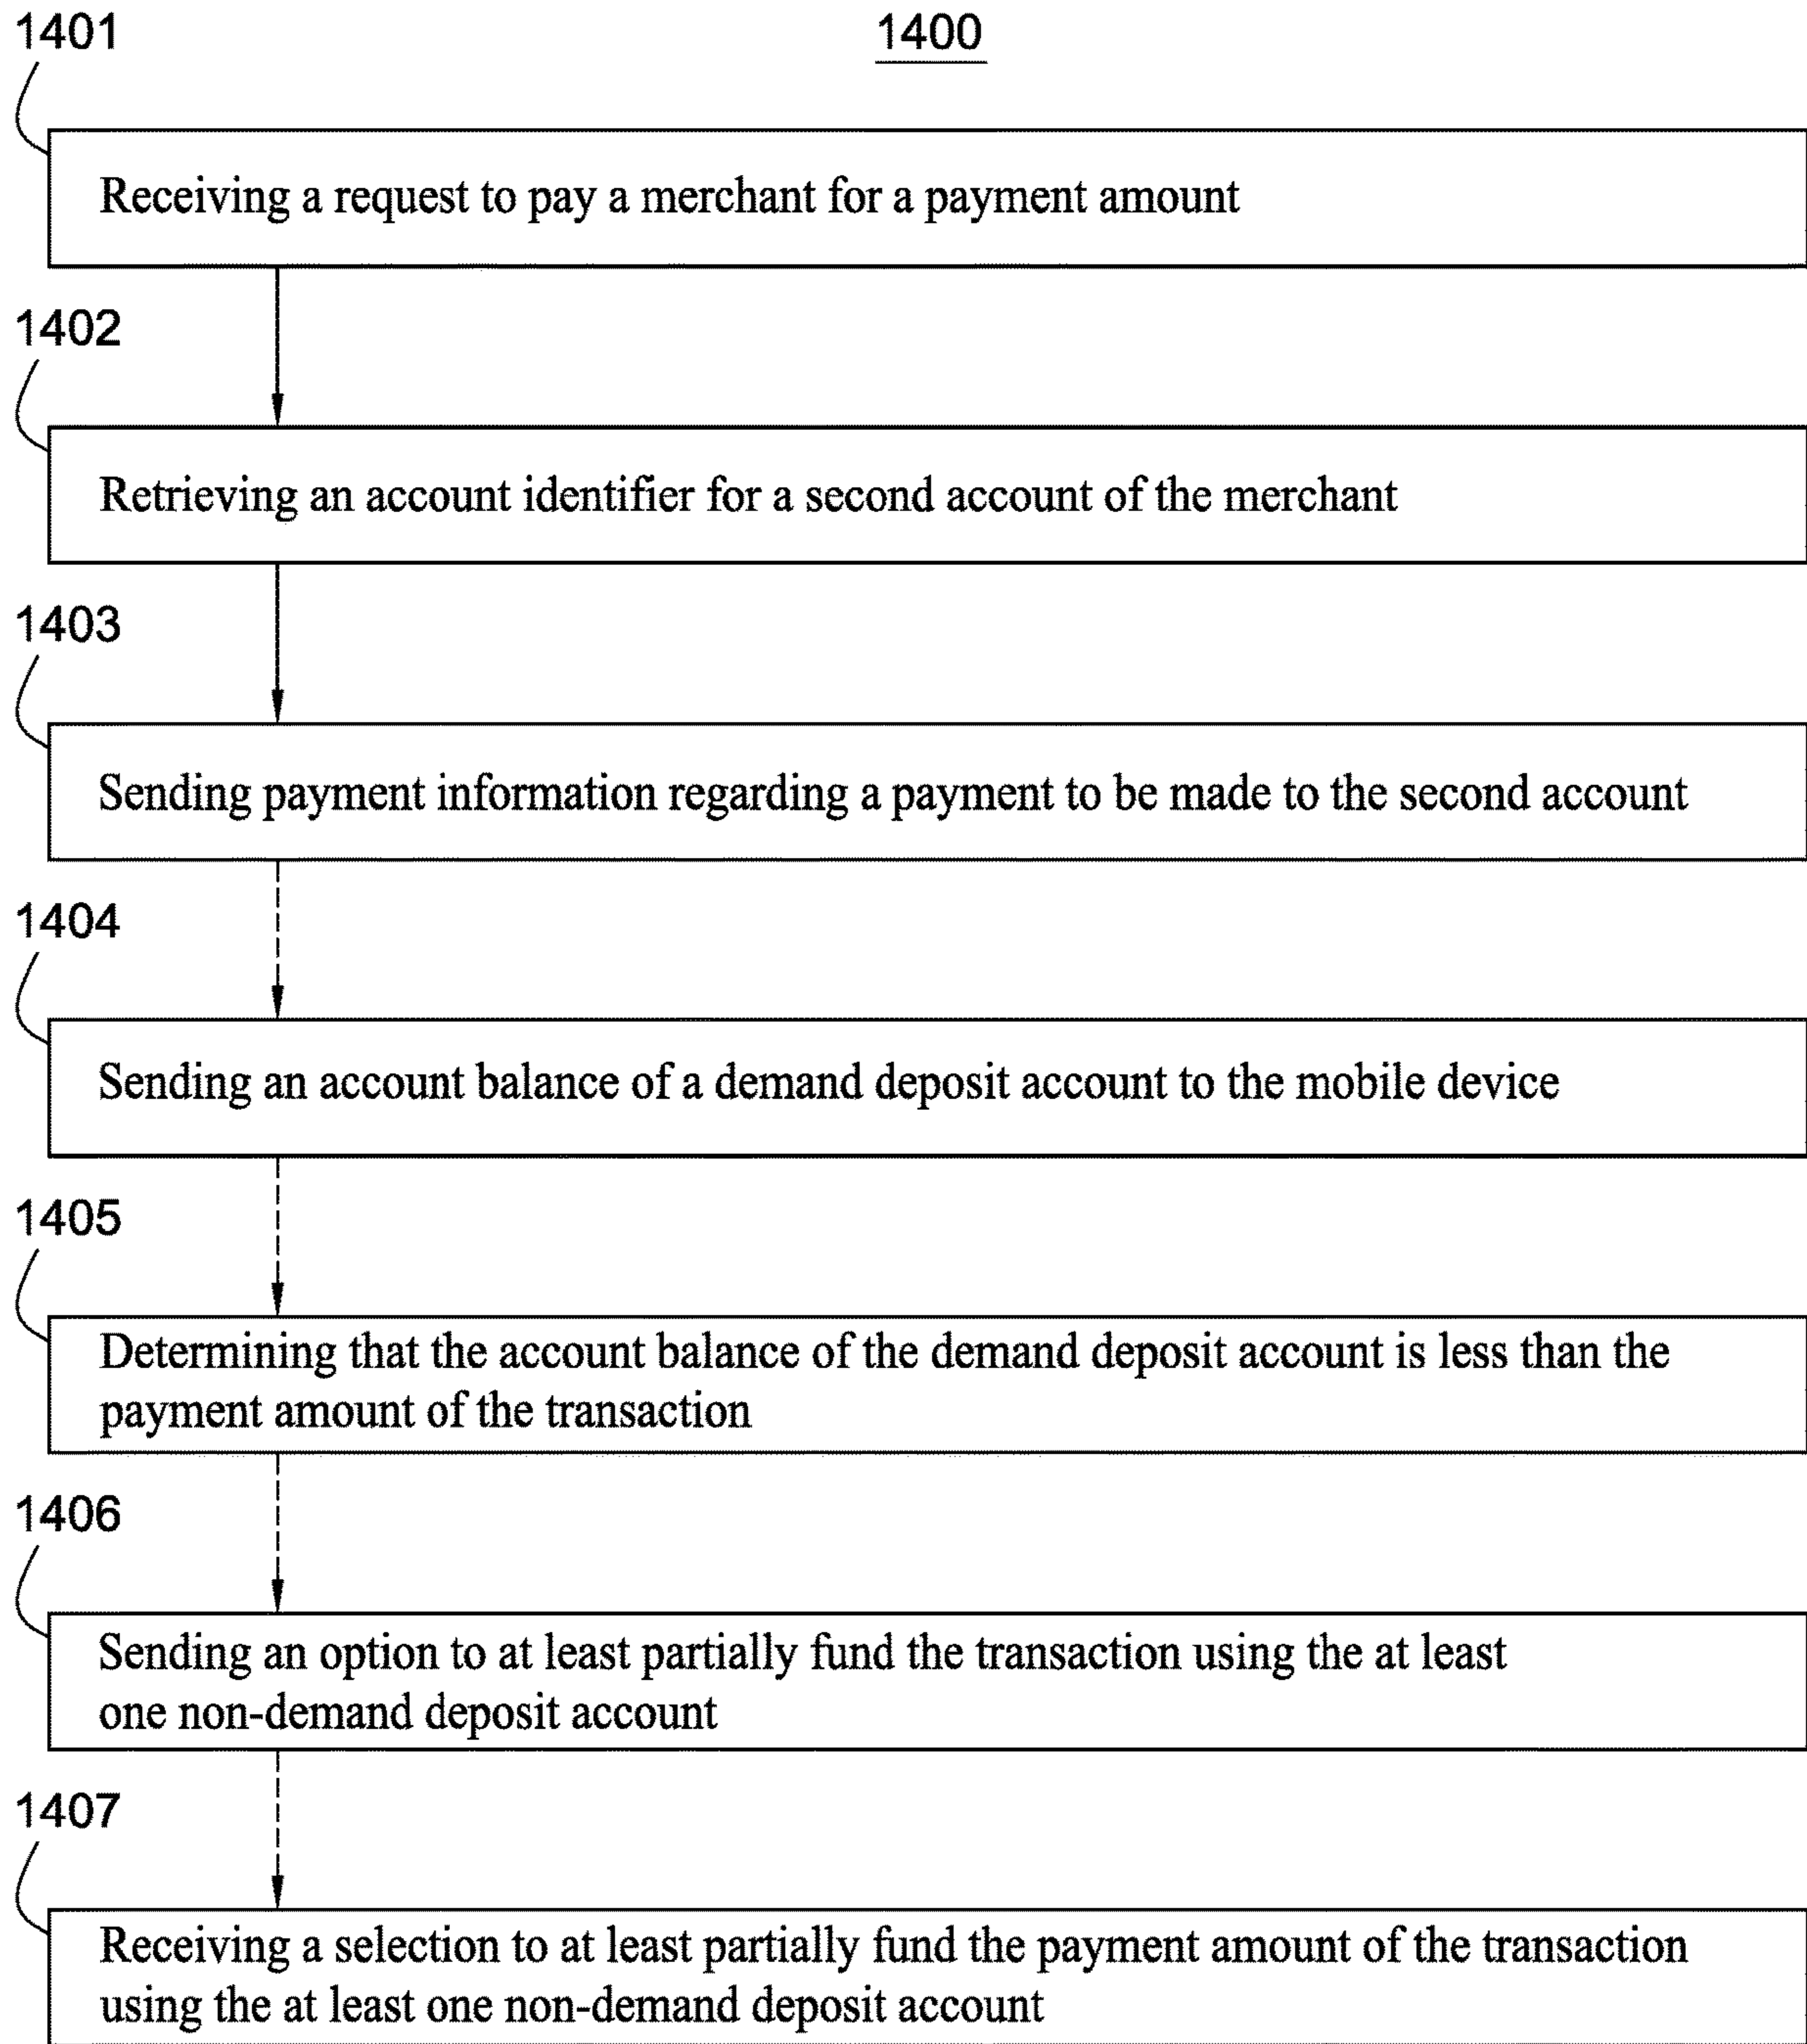 1401
1400
Receiving a request to pay a merchant for a payment amount
1402
Retrieving an account identifier for a second account of the merchant
1403
Sending payment information regarding a payment to be made to the second account
1404
Sending an account balance of a demand deposit account to the mobile device
1405
Determining that the account balance of the demand deposit account is less than the
payment amount of the transaction
1406
Sending an option to at least partially fund the transaction using the at least
one non-demand deposit account
1407
Receiving a selection to at least partially fund the payment amount of the transaction
using the at least one non-demand deposit account